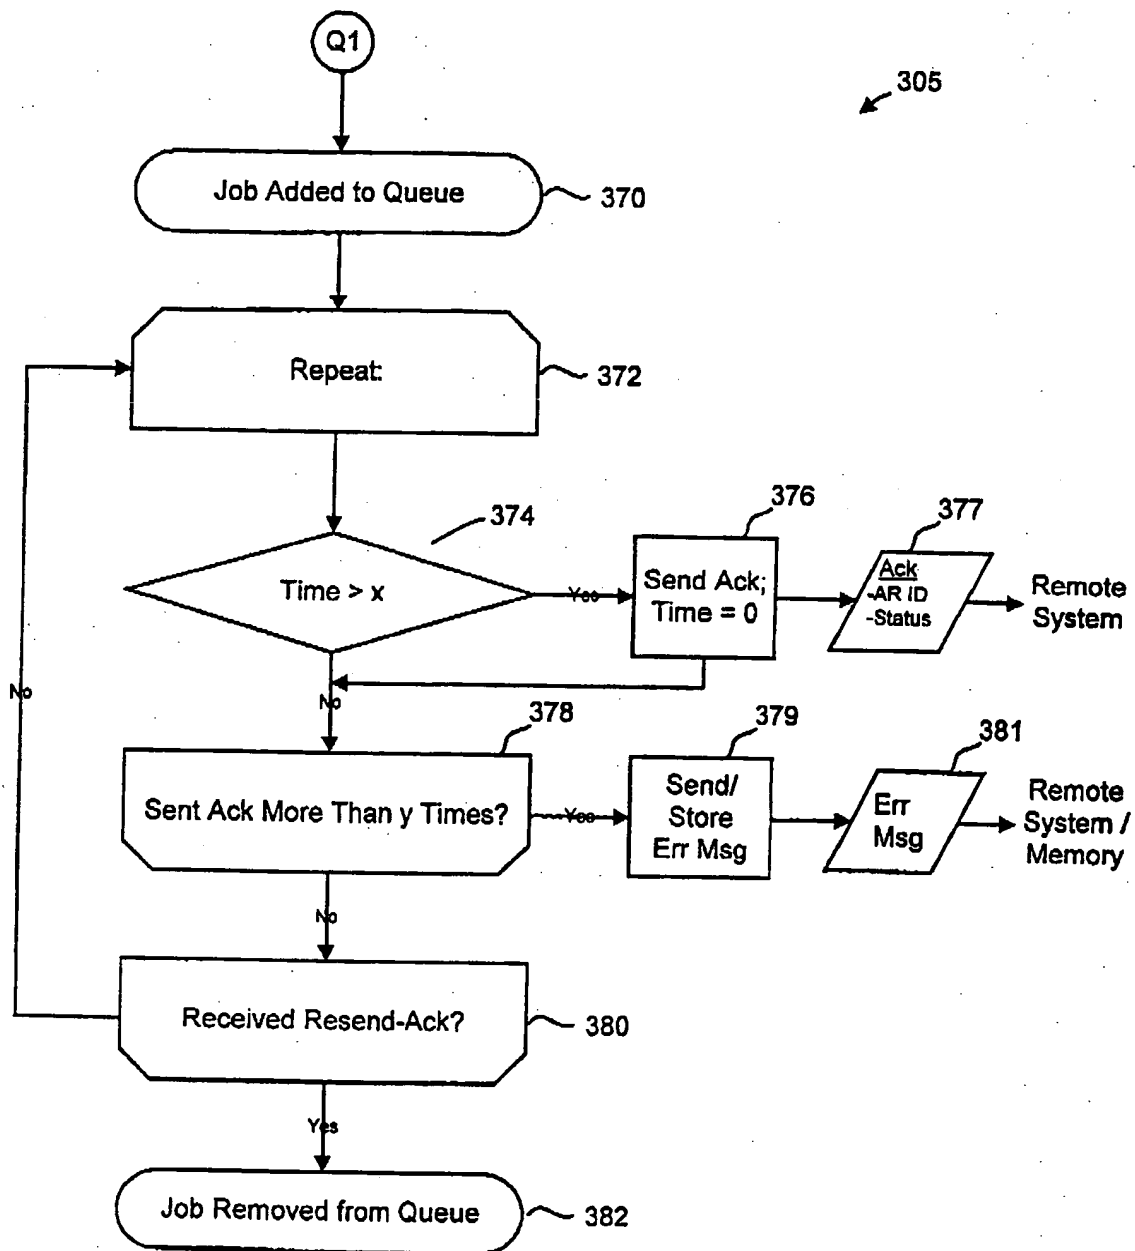 Q1
305
Job Added to Queue
370
Repeat:
372
374
Time > x
Yes
376
Send Ack;
Time = 0
377
Ack
-AR ID
-Status
Remote
System
No
No
378
Sent Ack More Than y Times?
Yes
379
Send/
Store
Err Msg
381
Err
Msg
Remote
System /
Memory
No
Received Resend-Ack?
380
Yes
Job Removed from Queue
382